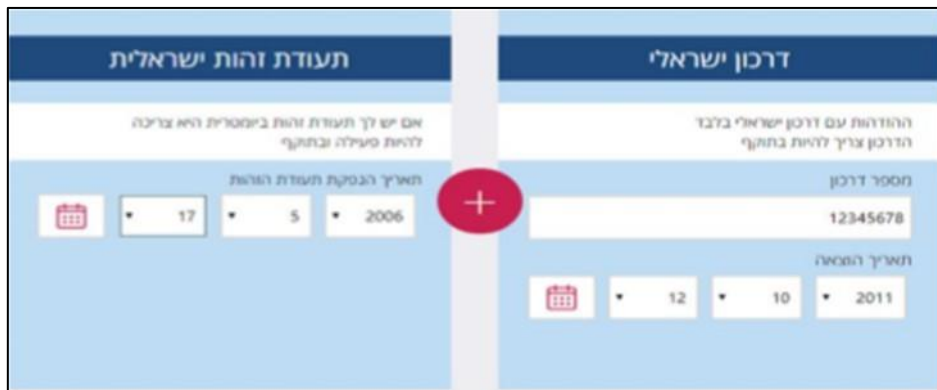 דרכון ישראלי
ההזדהות עם דרכון ישראלי בלבד
הדרכון צריך להיות בתוקף
מספר דרכון
12345678
תאריך הוצאה
2011 10 12
תעודת זהות ישראלית
אם יש לך תעודת זהות ביומטרית היא צריכה
להיות פעילה ובתוקף
תאריך הנפקת תעודת הזהות
2006 5 17